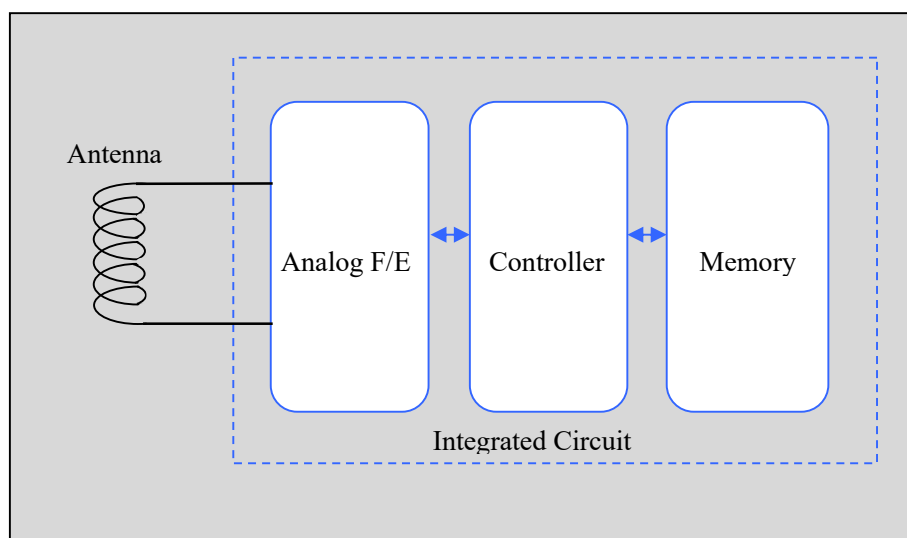 Antenna
Analog F/E
Controller
Memory
Integrated Circuit